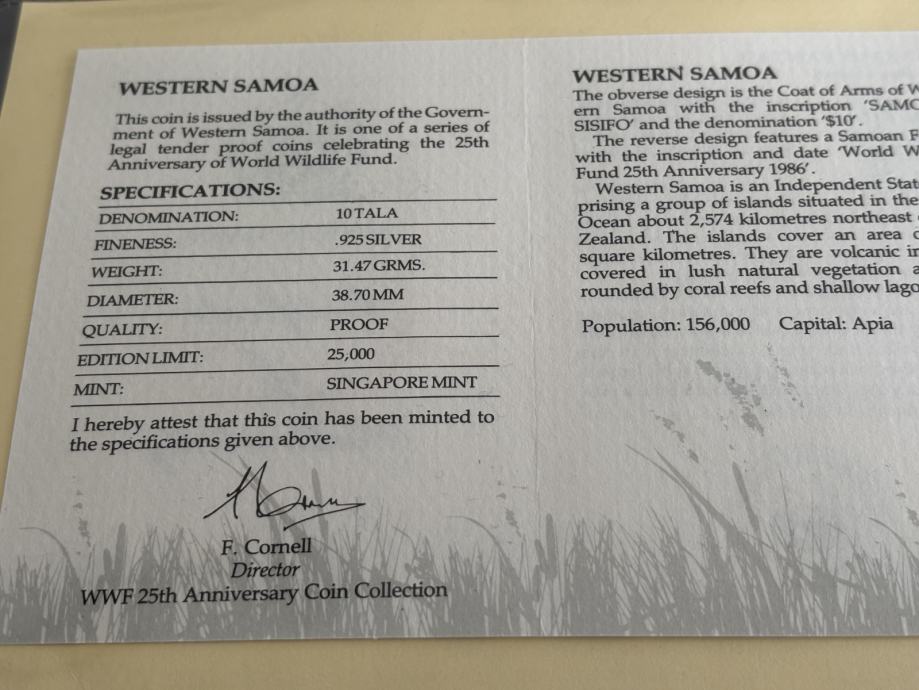 WESTERN SAMOA
This coin is issued by the authority of the Govern-
ment of Western Samoa. It is one of a series of
legal tender proof coins celebrating the 25th
Anniversary of World Wildlife Fund.
SPECIFICATIONS:
DENOMINATION: 10 TALA
FINENESS: .925 SILVER
WEIGHT: 31.47 GRMS.
DIAMETER: 38.70 MM
QUALITY: PROOF
EDITION LIMIT: 25,000
MINT: SINGAPORE MINT
I hereby attest that this coin has been minted to
the specifications given above.
F. Cornell
Director
WWF 25th Anniversary Coin Collection
WESTERN SAMOA
The obverse design is the Coat of Arms of
ern Samoa with the inscription
SISIFO' and the denomination '$10'.
The reverse design features a Samoan
with the inscription and date 'World
Fund 25th Anniversary 1986'.
Western Samoa is an Independent
prising a group of islands situated in the
Ocean about 2,574 kilometres northeast
Zealand. The islands cover an area
square kilometres. They are volcanic
covered in lush natural vegetation
rounded by coral reefs and shallow
Population: 156,000 Capital: Apia